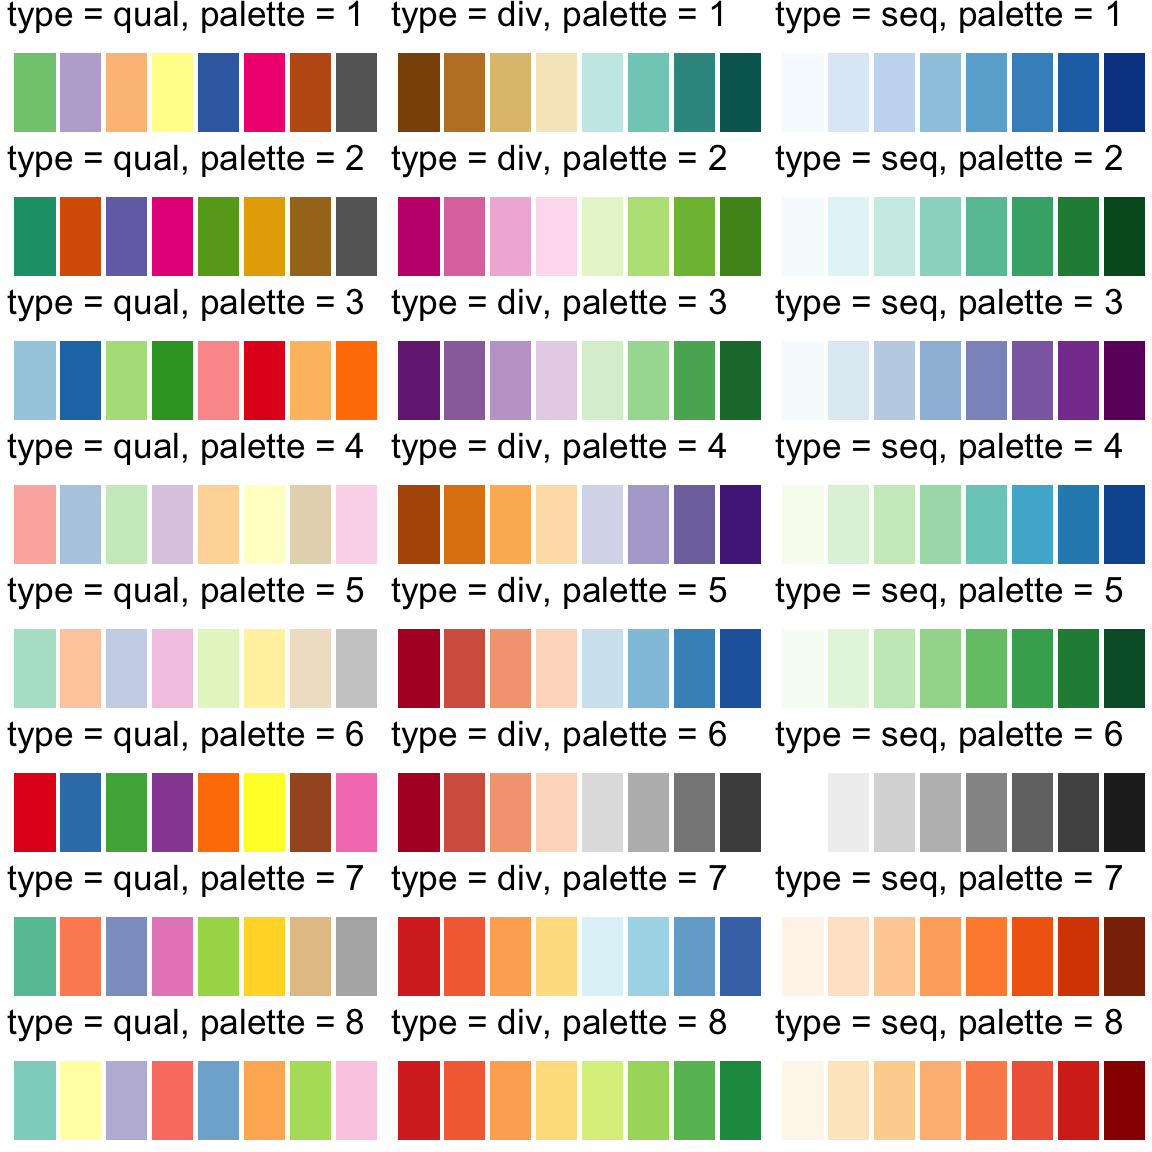 type = qual, palette = 1 type = div, palette = 1 type = seq, palette = 1
type = qual, palette = 2 type = div, palette = 2 type = seq, palette = 2
type = qual, palette = 3 type = div, palette = 3 type = seq, palette = 3
type = qual, palette = 4 type = div, palette = 4 type = seq, palette = 4
type = qual, palette = 5 type = div, palette = 5 type = seq, palette = 5
type = qual, palette = 6 type = div, palette = 6 type = seq, palette = 6
type = qual, palette = 7 type = div, palette = 7 type = seq, palette = 7
type = qual, palette = 8 type = div, palette = 8 type = seq, palette = 8